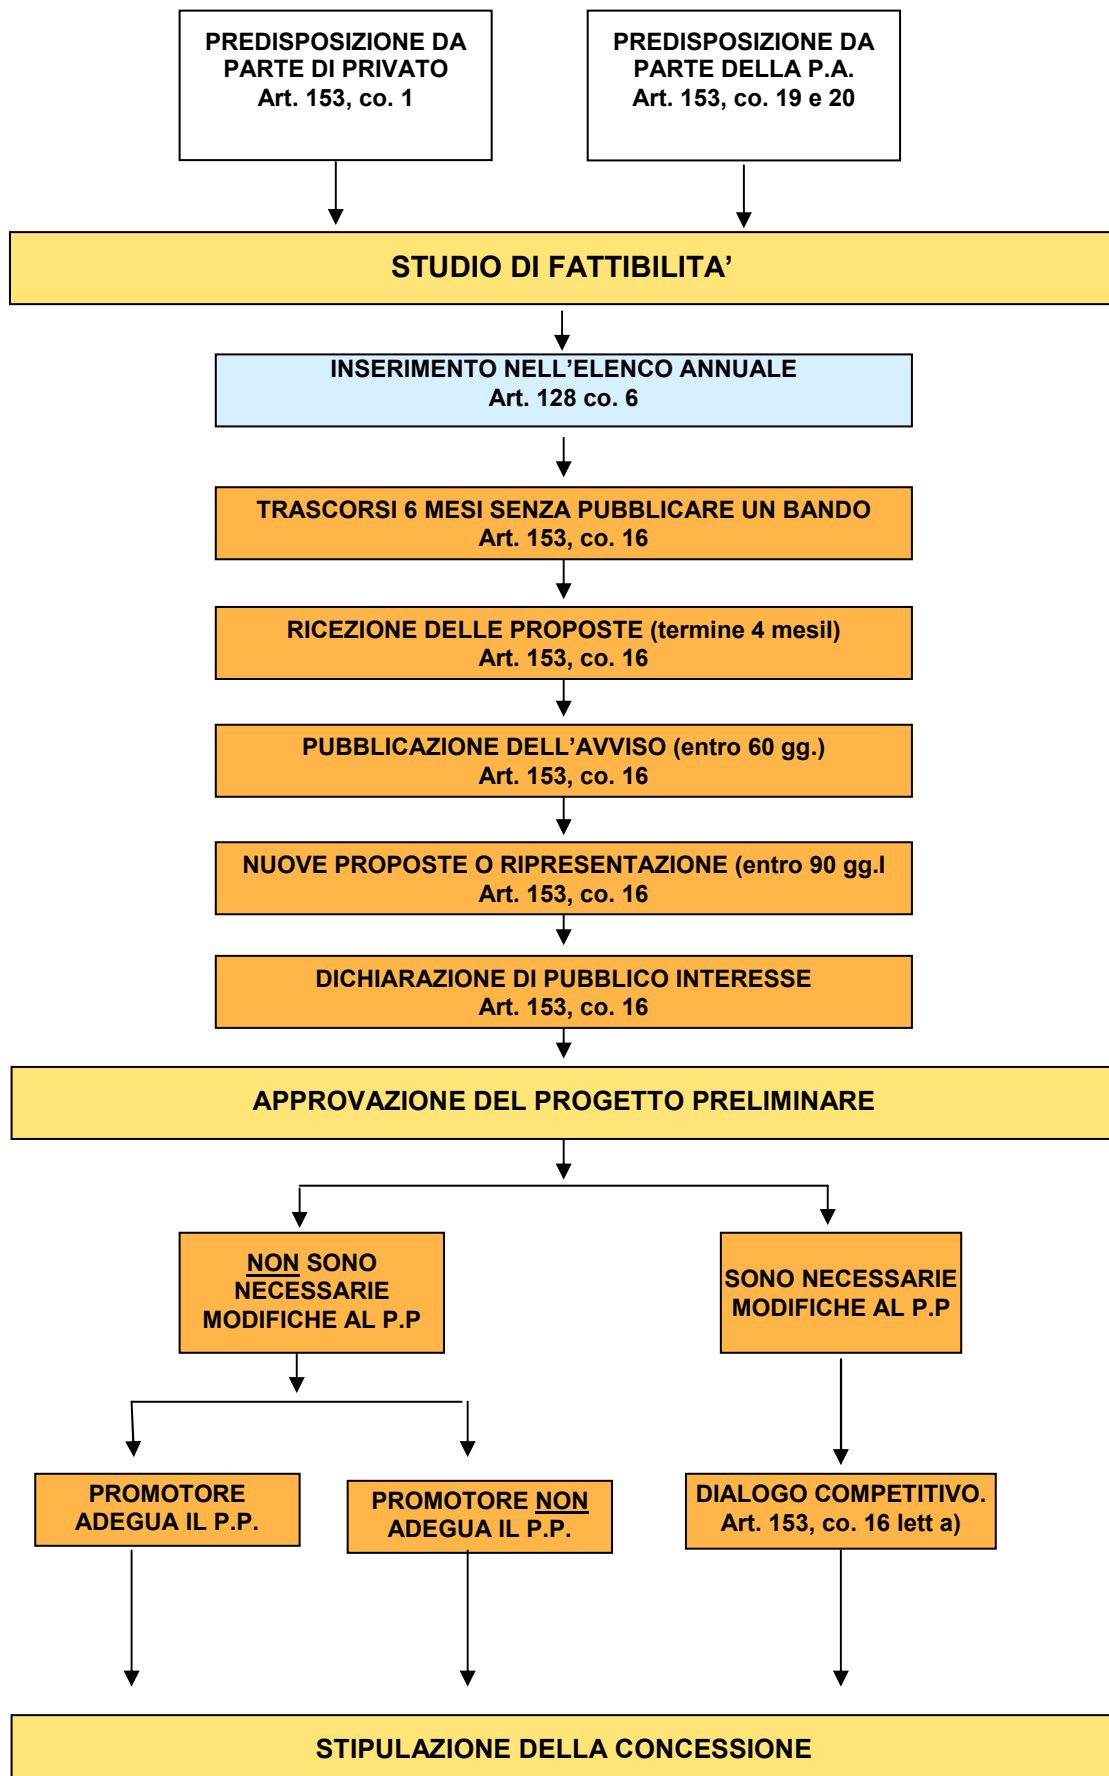 PREDISPOSIZIONE DA
PARTE DI PRIVATO
Art. 153, co. 1
PREDISPOSIZIONE DA
PARTE DELLA P.A.
Art. 153, co. 19 e 20
STUDIO DI FATTIBILITA’
INSERIMENTO NELL’ELENCO ANNUALE
Art. 128 co. 6
TRASCORSI 6 MESI SENZA PUBBLICARE UN BANDO
Art. 153, co. 16
RICEZIONE DELLE PROPOSTE (termine 4 mesil)
Art. 153, co. 16
PUBBLICAZIONE DELL’AVVISO (entro 60 gg.)
Art. 153, co. 16
NUOVE PROPOSTE O RIPRESENTAZIONE (entro 90 gg.l
Art. 153, co. 16
DICHIARAZIONE DI PUBBLICO INTERESSE
Art. 153, co. 16
APPROVAZIONE DEL PROGETTO PRELIMINARE
NON SONO
NECESSARIE
MODIFICHE AL P.P
SONO NECESSARIE
MODIFICHE AL P.P
PROMOTORE
ADEGUA IL P.P.
PROMOTORE NON
ADEGUA IL P.P.
DIALOGO COMPETITIVO.
Art. 153, co. 16 lett a)
STIPULAZIONE DELLA CONCESSIONE